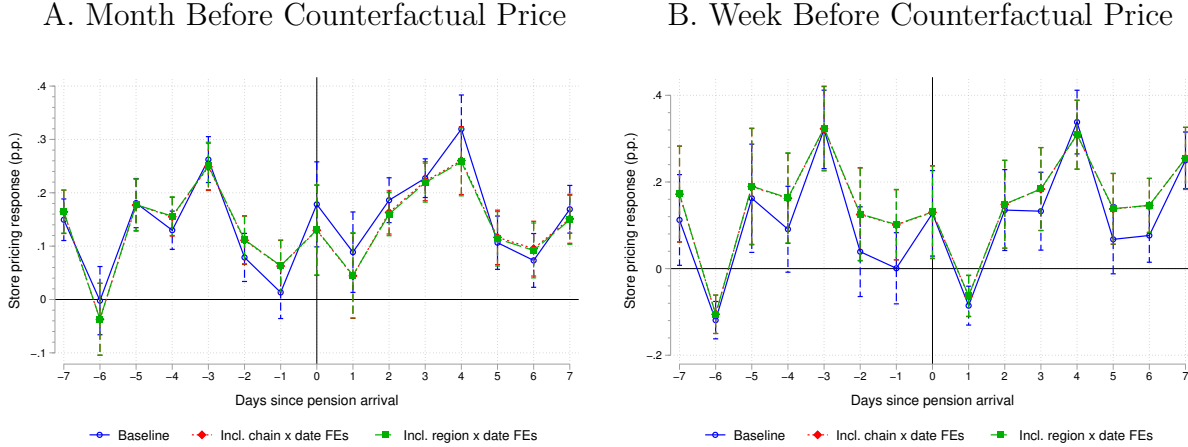 A. Month Before Counterfactual Price
B. Week Before Counterfactual Price
Store pricing response (p.p.)
.4
.3
.2
.1
0
-.1
-7 -6 -5 -4 -3 -2 -1 0 1 2 3 4 5 6 7
Days since pension arrival
Baseline Incl. chain x date FEs Incl. region x date FEs
Store pricing response (p.p.)
.4
.2
0
-.2
-7 -6 -5 -4 -3 -2 -1 0 1 2 3 4 5 6 7
Days since pension arrival
Baseline Incl. chain x date FEs Incl. region x date FEs